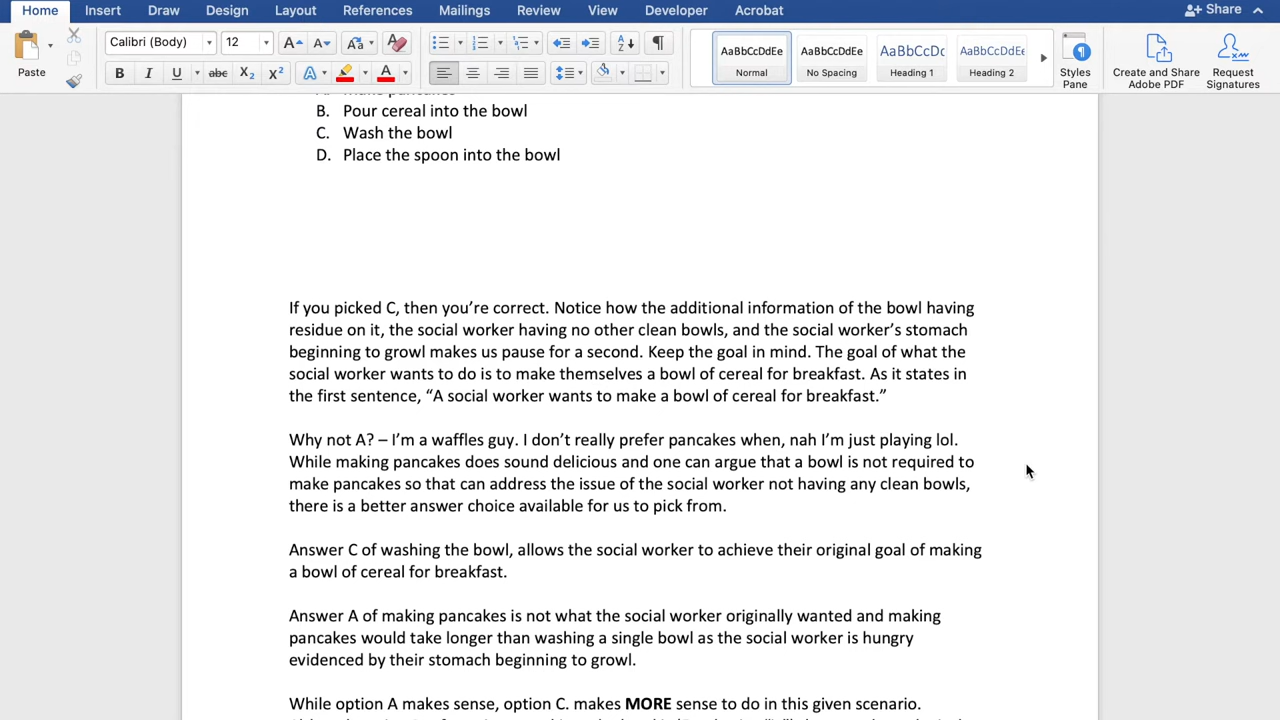 Home Insert Draw Design Layout References Mailings Review View Developer Acrobat Share
Calibri (Body) 12
Paste
AaBbCcDdEe AaBbCcDdEe AaBbCcDc AaBbCcDdEe
Normal No Spacing Heading 1 Heading 2
Styles Pane
Create and Share Adobe PDF
Request Signatures
B. Pour cereal into the bowl
C. Wash the bowl
D. Place the spoon into the bowl
If you picked C, then you're correct. Notice how the additional information of the bowl having
residue on it, the social worker having no other clean bowls, and the social worker's stomach
beginning to growl makes us pause for a second. Keep the goal in mind. The goal of what the
social worker wants to do is to make themselves a bowl of cereal for breakfast. As it states in
the first sentence, “A social worker wants to make a bowl of cereal for breakfast.”
Why not A? – I'm a waffles guy. I don't really prefer pancakes when, nah I'm just playing lol.
While making pancakes does sound delicious and one can argue that a bowl is not required to
make pancakes so that can address the issue of the social worker not having any clean bowls,
there is a better answer choice available for us to pick from.
Answer C of washing the bowl, allows the social worker to achieve their original goal of making
a bowl of cereal for breakfast.
Answer A of making pancakes is not what the social worker originally wanted and making
pancakes would take longer than washing a single bowl as the social worker is hungry
evidenced by their stomach beginning to growl.
While option A makes sense, option C. makes MORE sense to do in this given scenario.